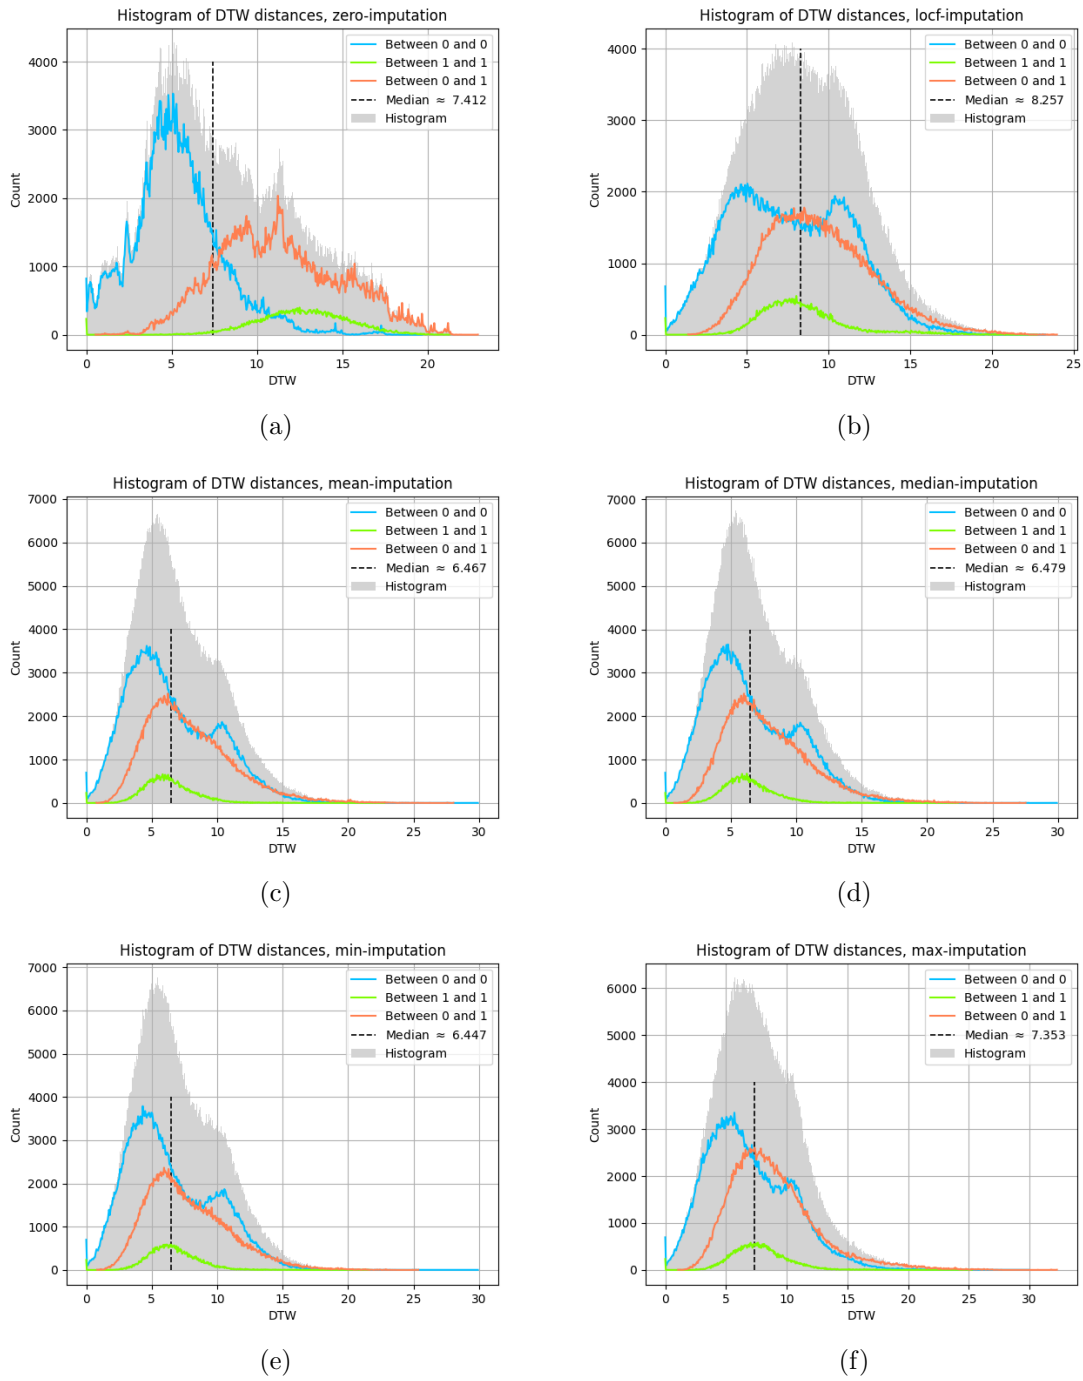 Histogram of DTW distances, zero-imputation
Between 0 and 0
Between 1 and 1
Between 0 and 1
Median ≈ 7.412
Histogram
4000
3000
2000
1000
0
Count
0 5 10 15 20
DTW
(a)
Histogram of DTW distances, locf-imputation
Between 0 and 0
Between 1 and 1
Between 0 and 1
Median ≈ 8.257
Histogram
4000
3000
2000
1000
0
Count
0 5 10 15 20 25
DTW
(b)
Histogram of DTW distances, mean-imputation
Between 0 and 0
Between 1 and 1
Between 0 and 1
Median ≈ 6.467
Histogram
7000
6000
5000
4000
3000
2000
1000
0
Count
0 5 10 15 20 25 30
DTW
(c)
Histogram of DTW distances, median-imputation
Between 0 and 0
Between 1 and 1
Between 0 and 1
Median ≈ 6.479
Histogram
7000
6000
5000
4000
3000
2000
1000
0
Count
0 5 10 15 20 25 30
DTW
(d)
Histogram of DTW distances, min-imputation
Between 0 and 0
Between 1 and 1
Between 0 and 1
Median ≈ 6.447
Histogram
7000
6000
5000
4000
3000
2000
1000
0
Count
0 5 10 15 20 25 30
DTW
(e)
Histogram of DTW distances, max-imputation
Between 0 and 0
Between 1 and 1
Between 0 and 1
Median ≈ 7.353
Histogram
6000
5000
4000
3000
2000
1000
0
Count
0 5 10 15 20 25 30
DTW
(f)